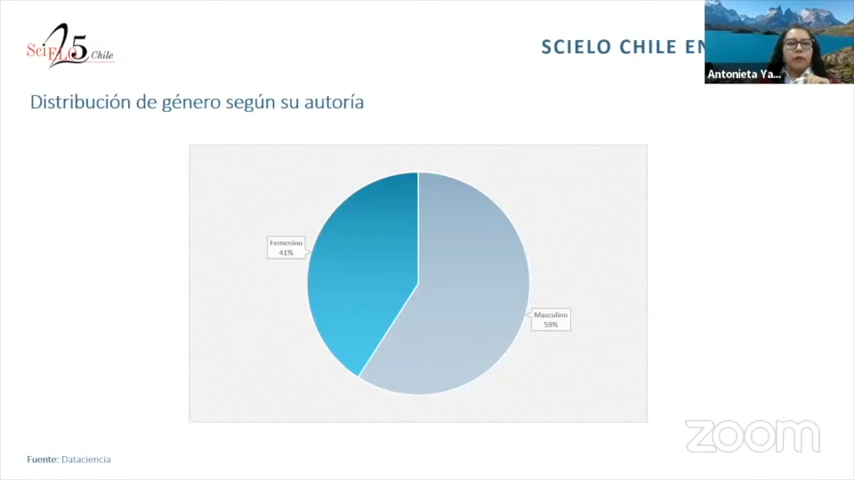 SciELO 25 Chile
SCIELO CHILE EN
Antonieta Ya...
Distribución de género según su autoría
Femenino
41%
Masculino
59%
zoom
Fuente: Dataciencia